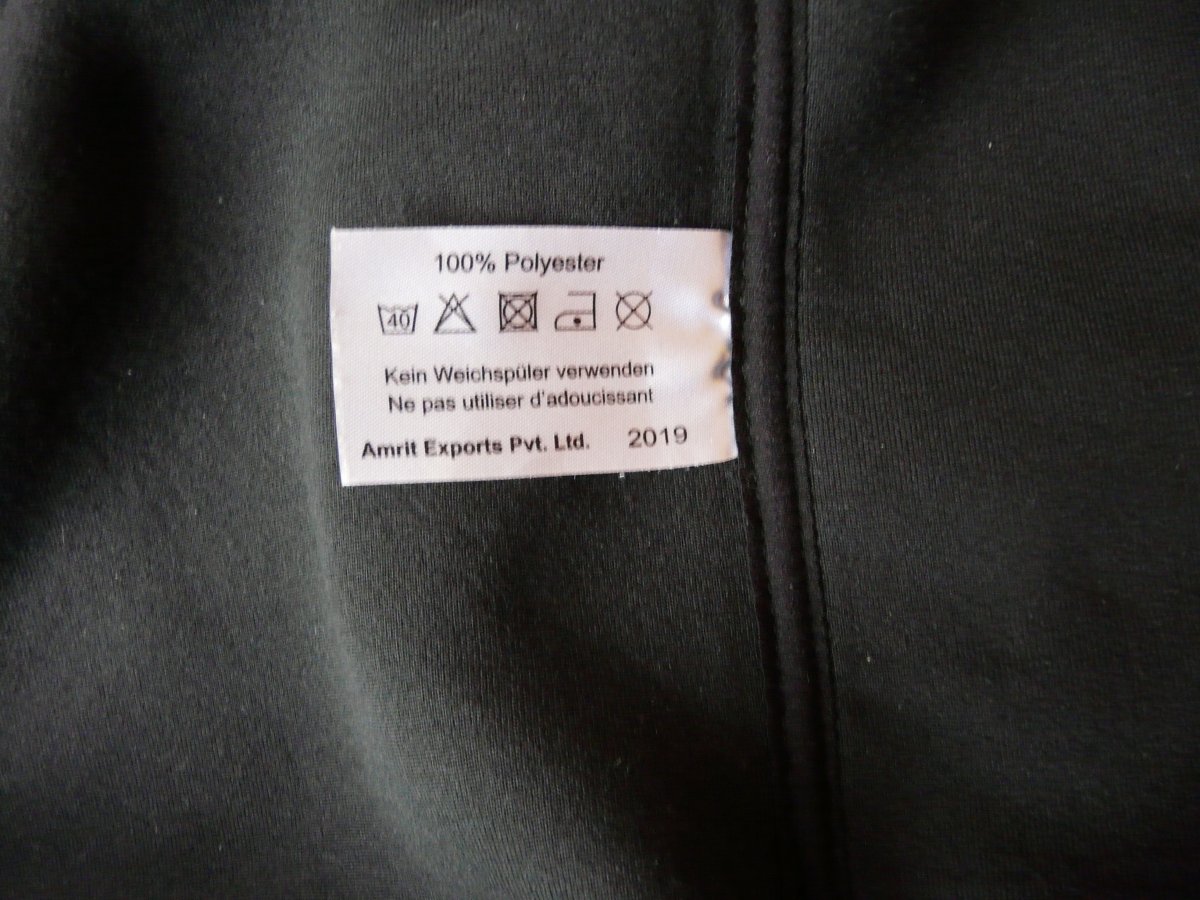 100% Polyester
40
Kein Weichspüler verwenden
Ne pas utiliser d'adoucissant
Amrit Exports Pvt. Ltd. 2019